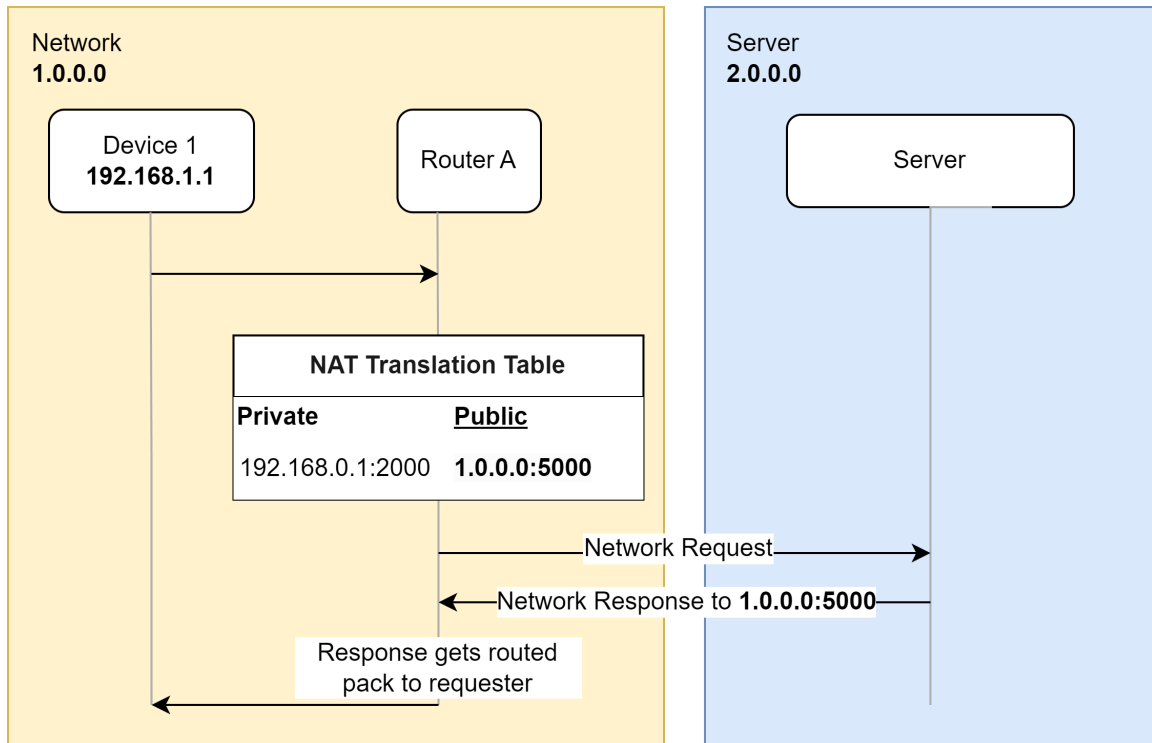 Network
1.0.0.0
Server
2.0.0.0
Device 1
192.168.1.1
Router A
Server
NAT Translation Table
Private Public
192.168.0.1:2000 1.0.0.0:5000
Network Request
Network Response to 1.0.0.0:5000
Response gets routed
pack to requester